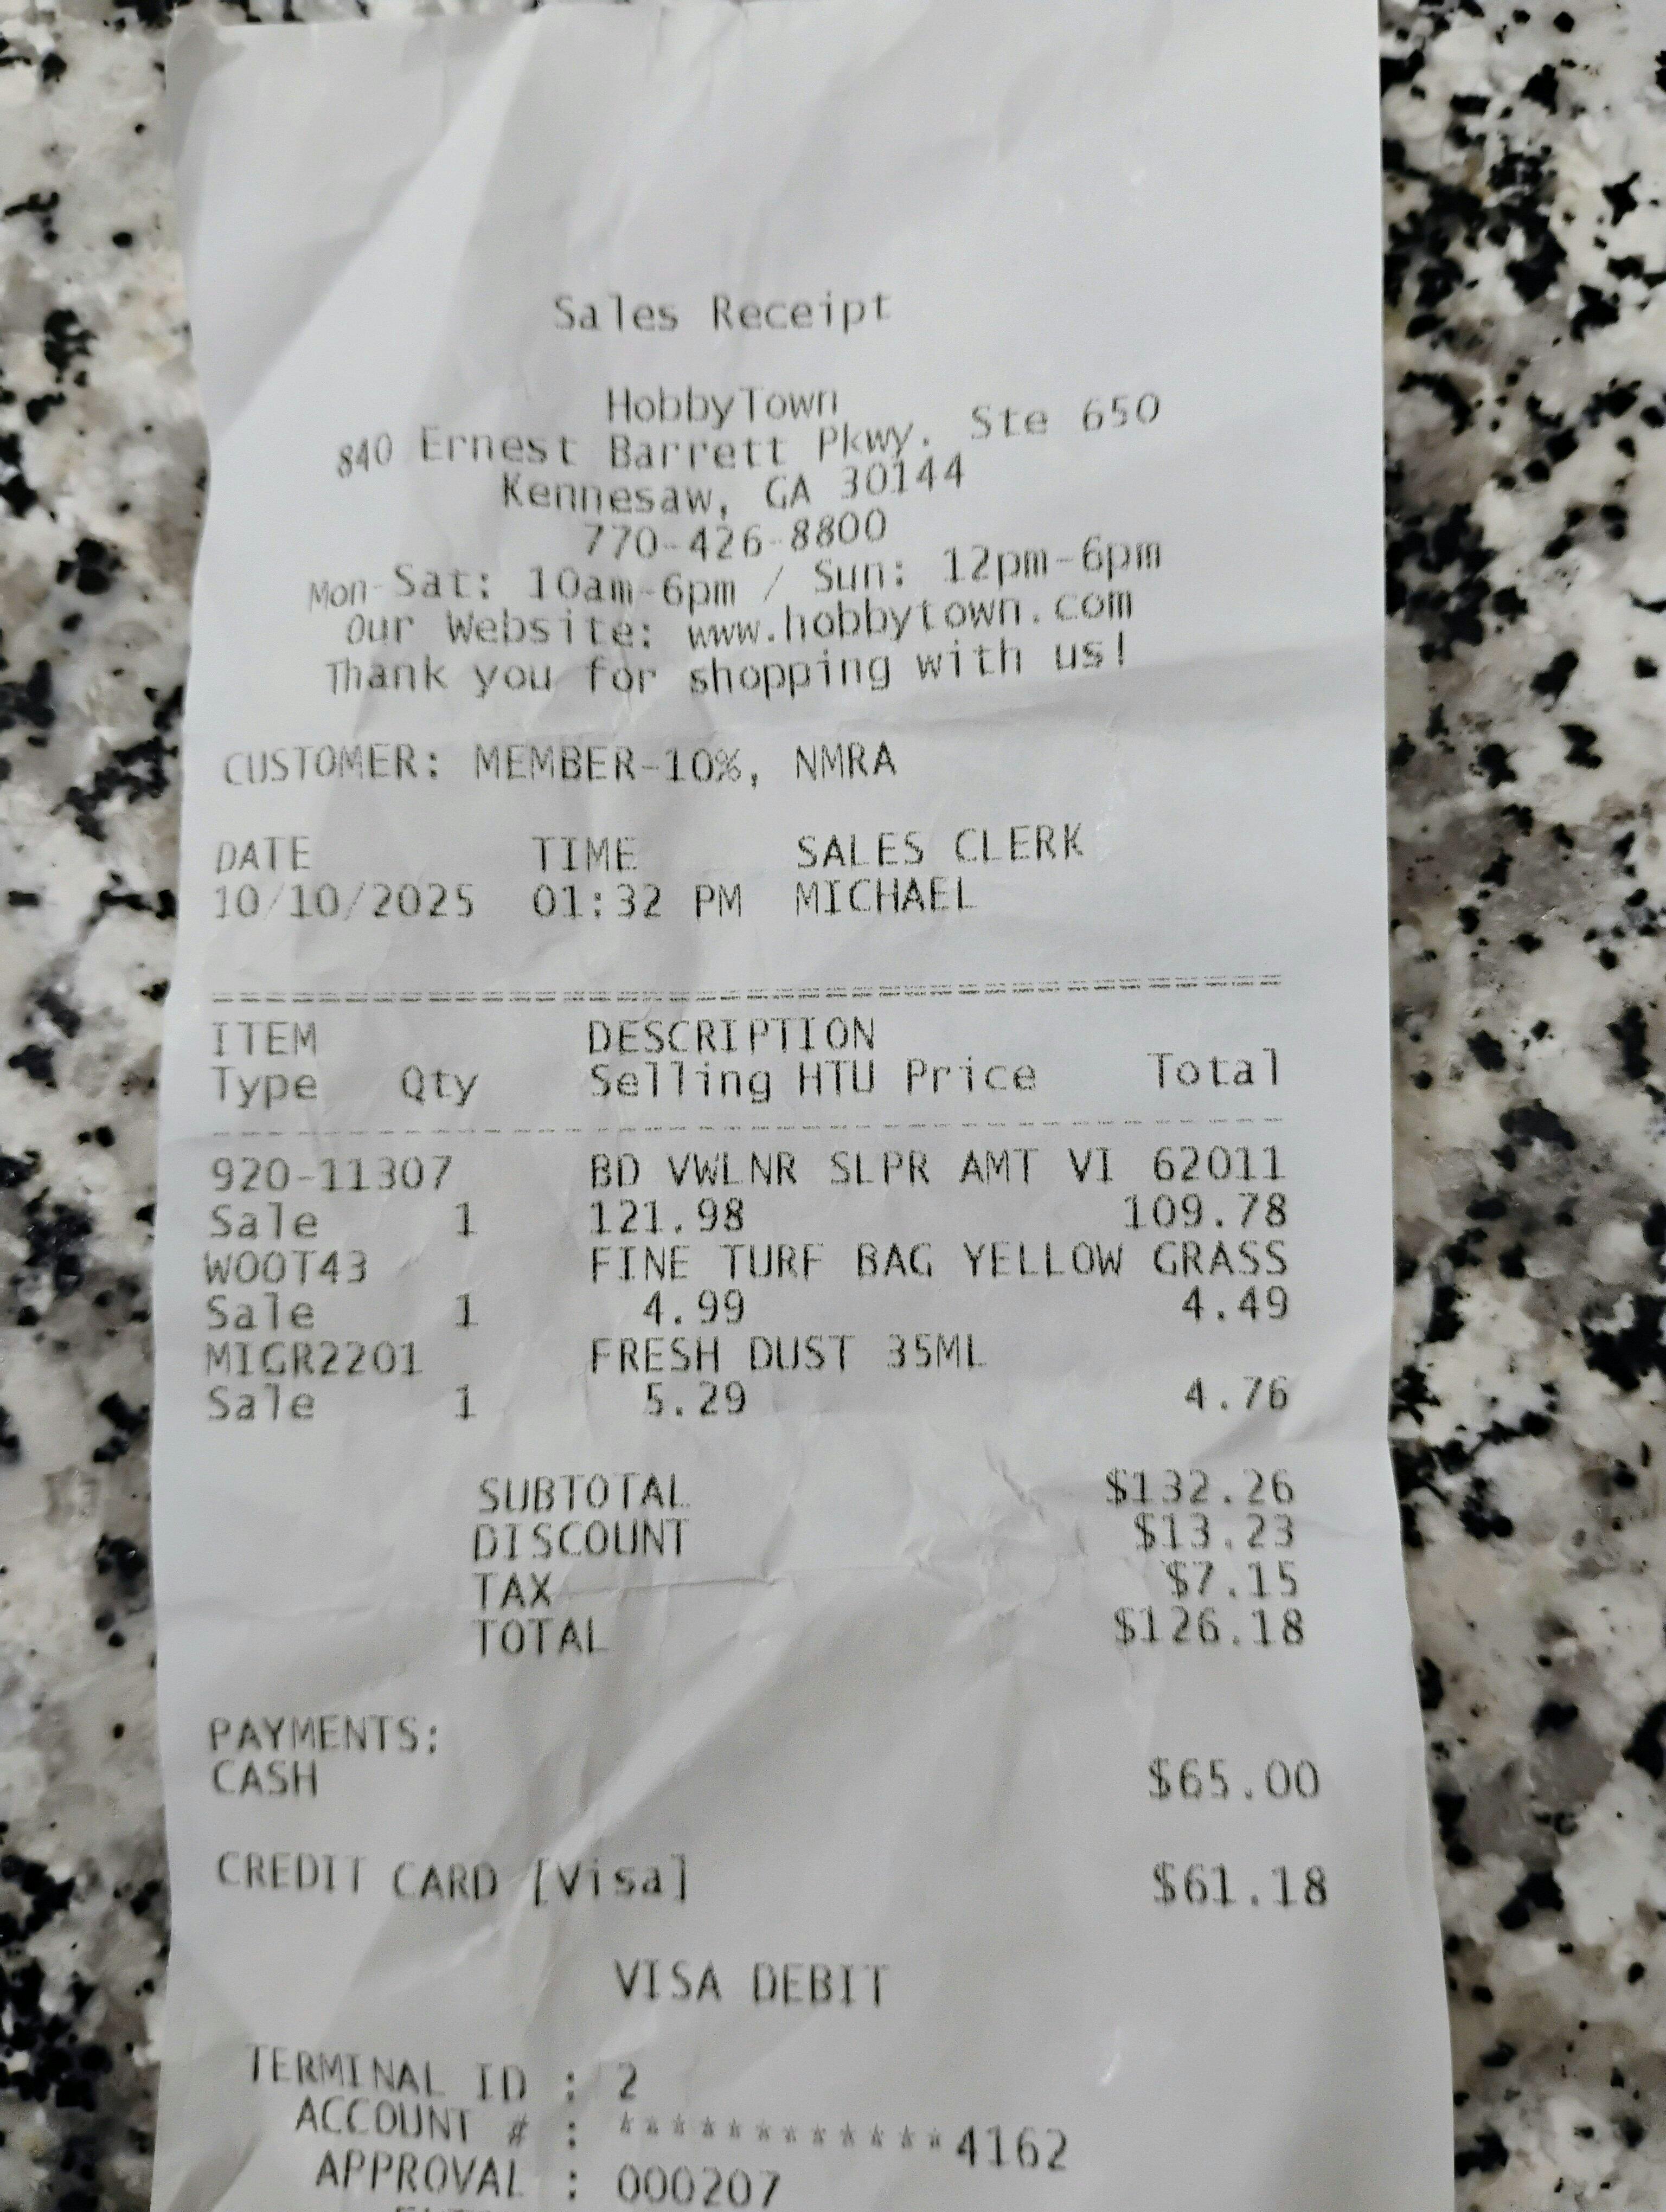 Sales Receipt
HobbyTown
840 Ernest Barrett Pkwy. Ste 650
Kennesaw, GA 30144
770-426-8800
Mon-Sat: 10am-6pm / Sun: 12pm-6pm
Our Website: www.hobbytown.com
Thank you for shopping with us!
CUSTOMER: MEMBER-10%, NMRA
DATE TIME SALES CLERK
10/10/2025 01:32 PM MICHAEL
ITEM DESCRIPTION
Type Qty Selling HTU Price Total
920-11307 BD VWLNR SLPR AMT VI 62011
Sale 1 121.98 109.78
WOOT43 FINE TURF BAG YELLOW GRASS
Sale 1 4.99 4.49
MIGR2201 FRESH DUST 35ML
Sale 1 5.29 4.76
SUBTOTAL $132.26
DISCOUNT $13.23
TAX $7.15
TOTAL $126.18
PAYMENTS:
CASH $65.00
CREDIT CARD [Visa] $61.18
VISA DEBIT
TERMINAL ID : 2
ACCOUNT # : ************4162
APPROVAL : 000207